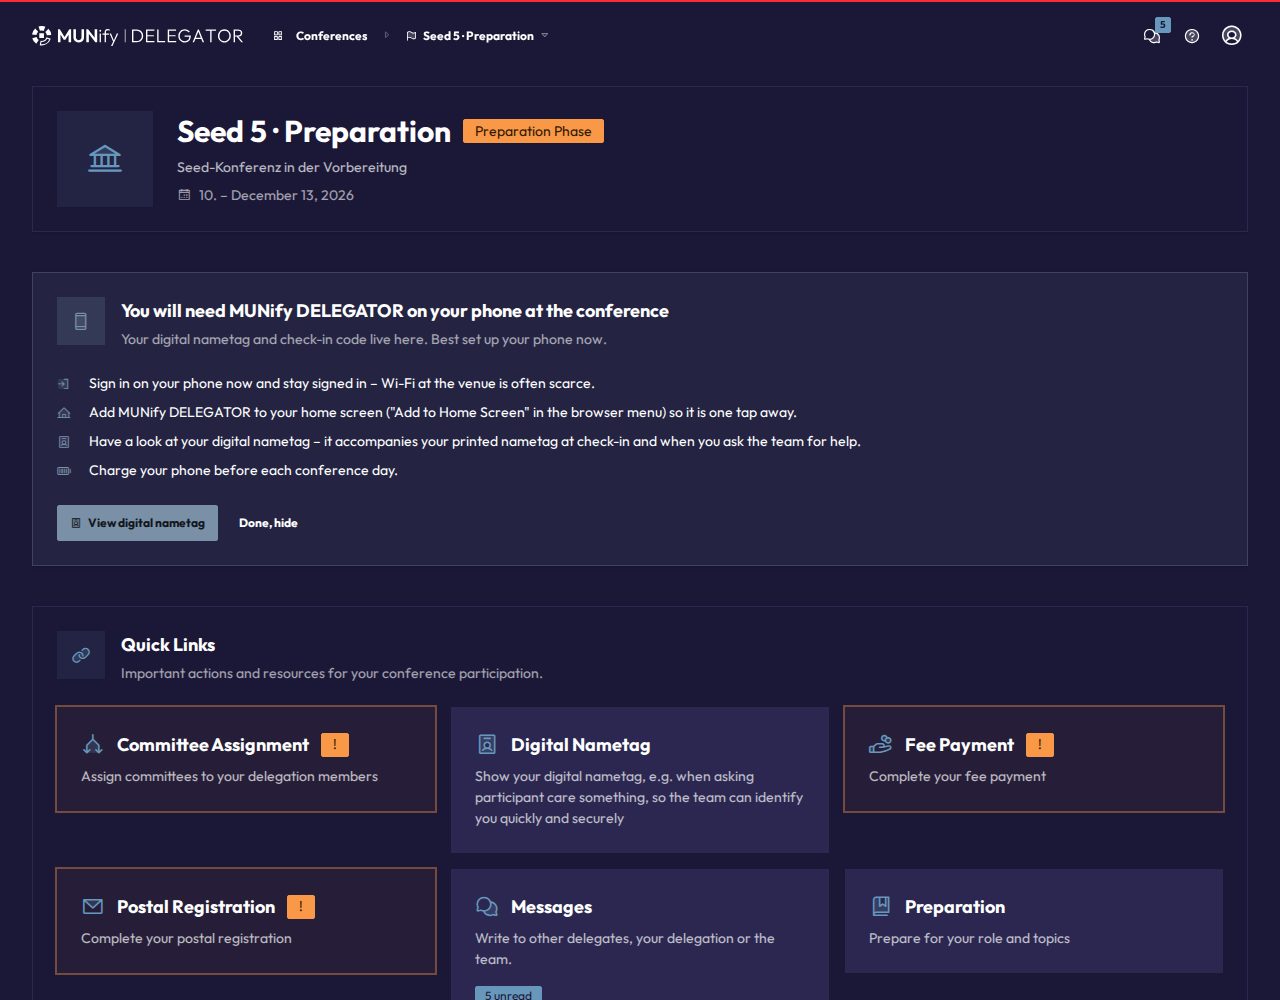 MUNify | DELEGATOR
Conferences
Seed 5 · Preparation
5
Seed 5 · Preparation
Preparation Phase
Seed-Konferenz in der Vorbereitung
10. – December 13, 2026
You will need MUNify DELEGATOR on your phone at the conference
Your digital nametag and check-in code live here. Best set up your phone now.
Sign in on your phone now and stay signed in – Wi-Fi at the venue is often scarce.
Add MUNify DELEGATOR to your home screen ("Add to Home Screen" in the browser menu) so it is one tap away.
Have a look at your digital nametag – it accompanies your printed nametag at check-in and when you ask the team for help.
Charge your phone before each conference day.
View digital nametag
Done, hide
Quick Links
Important actions and resources for your conference participation.
Committee Assignment
!
Assign committees to your delegation members
Digital Nametag
Show your digital nametag, e.g. when asking
participant care something, so the team can identify
you quickly and securely
Fee Payment
!
Complete your fee payment
Postal Registration
!
Complete your postal registration
Messages
Write to other delegates, your delegation or the
team.
5 unread
Preparation
Prepare for your role and topics